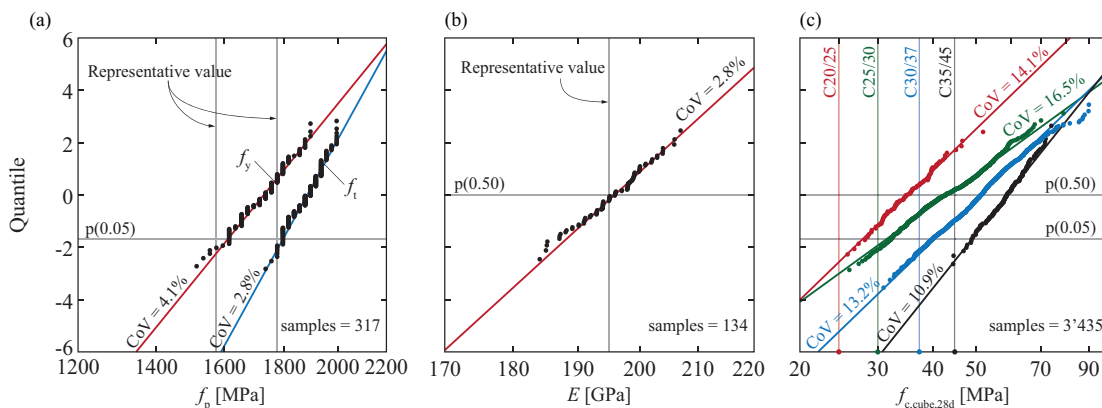 (a)
(b)
(c)
Quantile
6
4
2
0
-2
-4
-6
Representative value
f_y
f_t
p(0.05)
CoV = 4.1%
CoV = 2.8%
samples = 317
1200
1400
1600
1800
2000
2200
f_p [MPa]
Representative value
CoV = 2.8%
p(0.50)
samples = 134
170
180
190
200
210
220
E [GPa]
C20/25
C25/30
C30/37
C35/45
CoV = 14.1%
CoV = 16.5%
p(0.50)
p(0.05)
CoV = 13.2%
CoV = 10.9%
samples = 3’435
20
30
40
50
60
70
90
f_c,cube,28d [MPa]